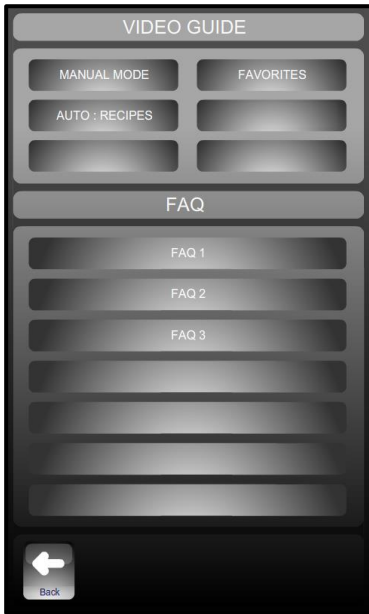 VIDEO GUIDE
MANUAL MODE
FAVORITES
AUTO : RECIPES
FAQ
FAQ 1
FAQ 2
FAQ 3
Back